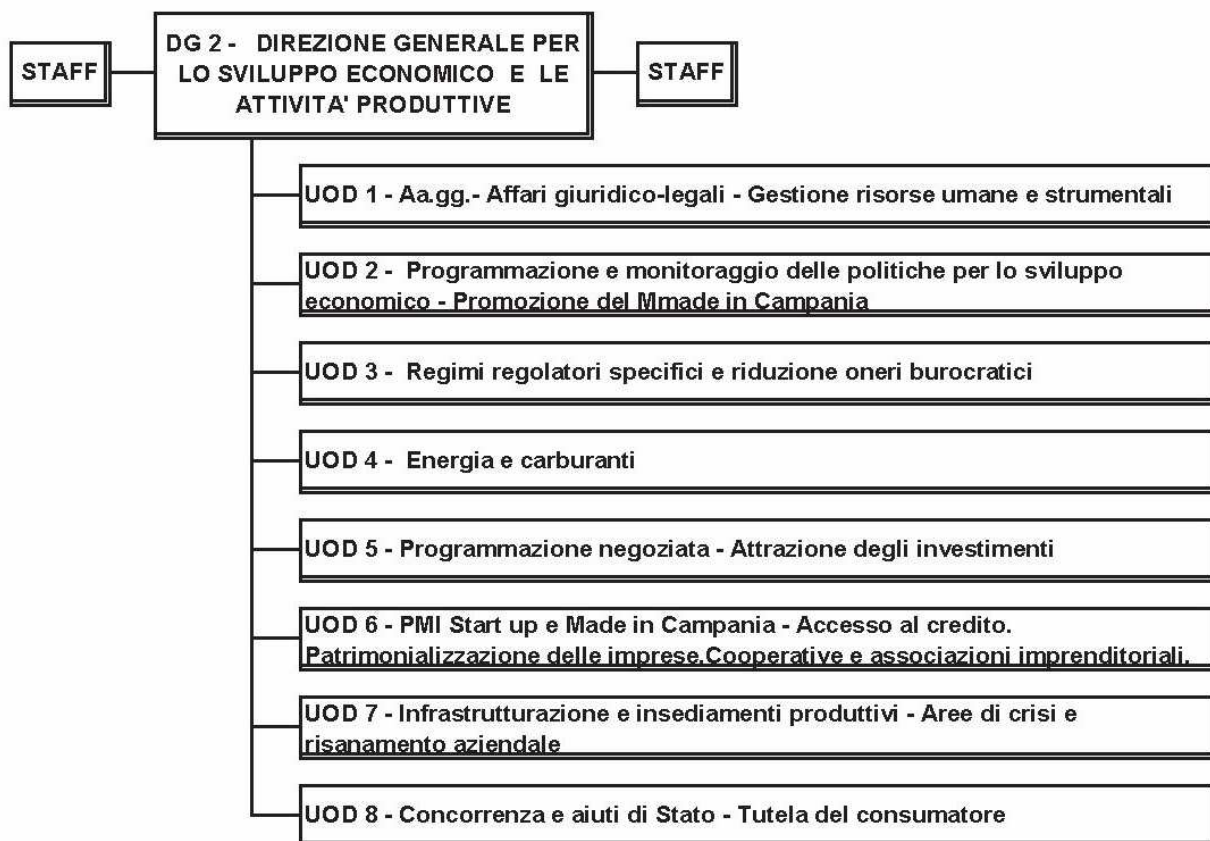 STAFF
DG 2 - DIREZIONE GENERALE PER
LO SVILUPPO ECONOMICO E LE
ATTIVITA' PRODUTTIVE
STAFF
UOD 1 - Aa.gg.- Affari giuridico-legali - Gestione risorse umane e strumentali
UOD 2 - Programmazione e monitoraggio delle politiche per lo sviluppo
economico - Promozione del Mmade in Campania
UOD 3 - Regimi regolatori specifici e riduzione oneri burocratici
UOD 4 - Energia e carburanti
UOD 5 - Programmazione negoziata - Attrazione degli investimenti
UOD 6 - PMI Start up e Made in Campania - Accesso al credito.
Patrimonializzazione delle imprese.Cooperative e associazioni imprenditoriali.
UOD 7 - Infrastrutturazione e insediamenti produttivi - Aree di crisi e
risanamento aziendale
UOD 8 - Concorrenza e aiuti di Stato - Tutela del consumatore